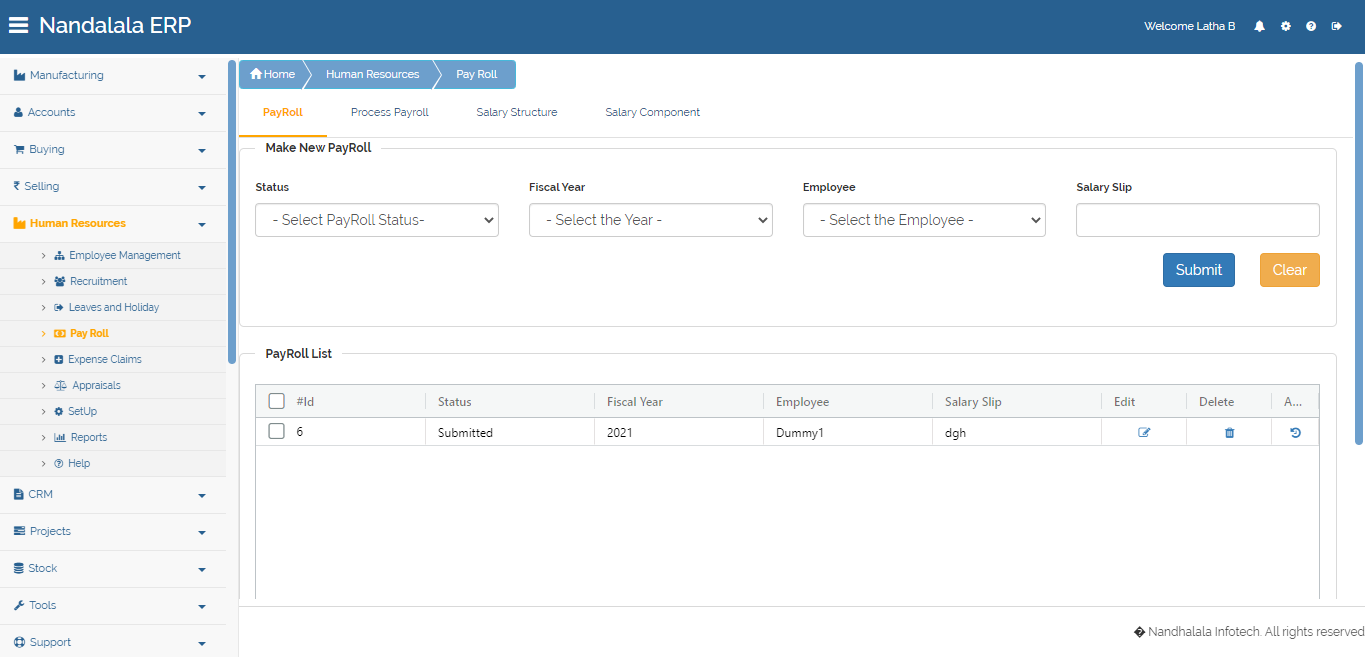 Nandalala ERP
Welcome Latha B
Manufacturing
Accounts
Buying
Selling
Human Resources
Employee Management
Recruitment
Leaves and Holiday
Pay Roll
Expense Claims
Appraisals
SetUp
Reports
Help
CRM
Projects
Stock
Tools
Support
Home Human Resources Pay Roll
PayRoll Process Payroll Salary Structure Salary Component
Make New PayRoll
Status Fiscal Year Employee Salary Slip
- Select PayRoll Status- - Select the Year - - Select the Employee -
Submit Clear
PayRoll List
#Id Status Fiscal Year Employee Salary Slip Edit Delete A...
6 Submitted 2021 Dummy1 dgh
� Nandhalala Infotech. All rights reserved